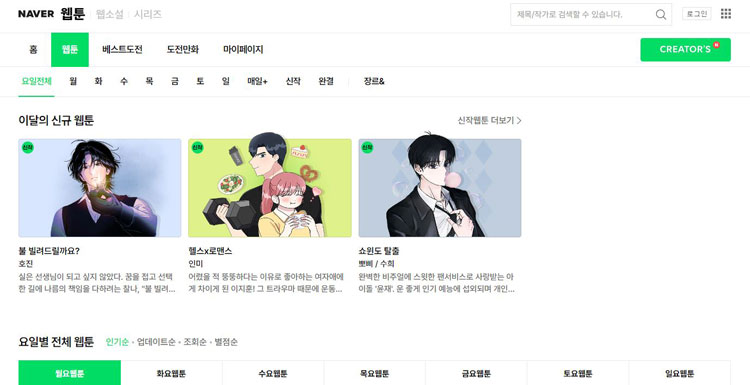 NAVER 웹툰 웹소설 시리즈
제목/작가로 검색할 수 있습니다.
로그인
홈 웹툰 베스트도전 도전만화 마이페이지
CREATOR'S
요일전체 월 화 수 목 금 토 일 매일+ 신작 완결 장르&
이달의 신규 웹툰
신작웹툰 더보기
신작 신작 신작
불 빌려드릴까요?
호진
실은 선생님이 되고 싶지 않았다. 꿈을 접고 선택
한 길에 나름의 책임을 다하려는 찰나, "불 빌려...
헬스x로맨스
인미
어렸을 적 뚱뚱하다는 이유로 좋아하는 여자애에
게 차이게 된 이지훈! 그 트라우마 때문에 운동...
쇼윈도 탈출
뽀삐 / 수희
완벽한 비주얼에 스윗한 팬서비스로 사랑받는 아
이돌 '윤재'. 운 좋게 인기 예능에 섭외되며 개인...
요일별 전체 웹툰 인기순 업데이트순 조회순 별점순
월요웹툰 화요웹툰 수요웹툰 목요웹툰 금요웹툰 토요웹툰 일요웹툰